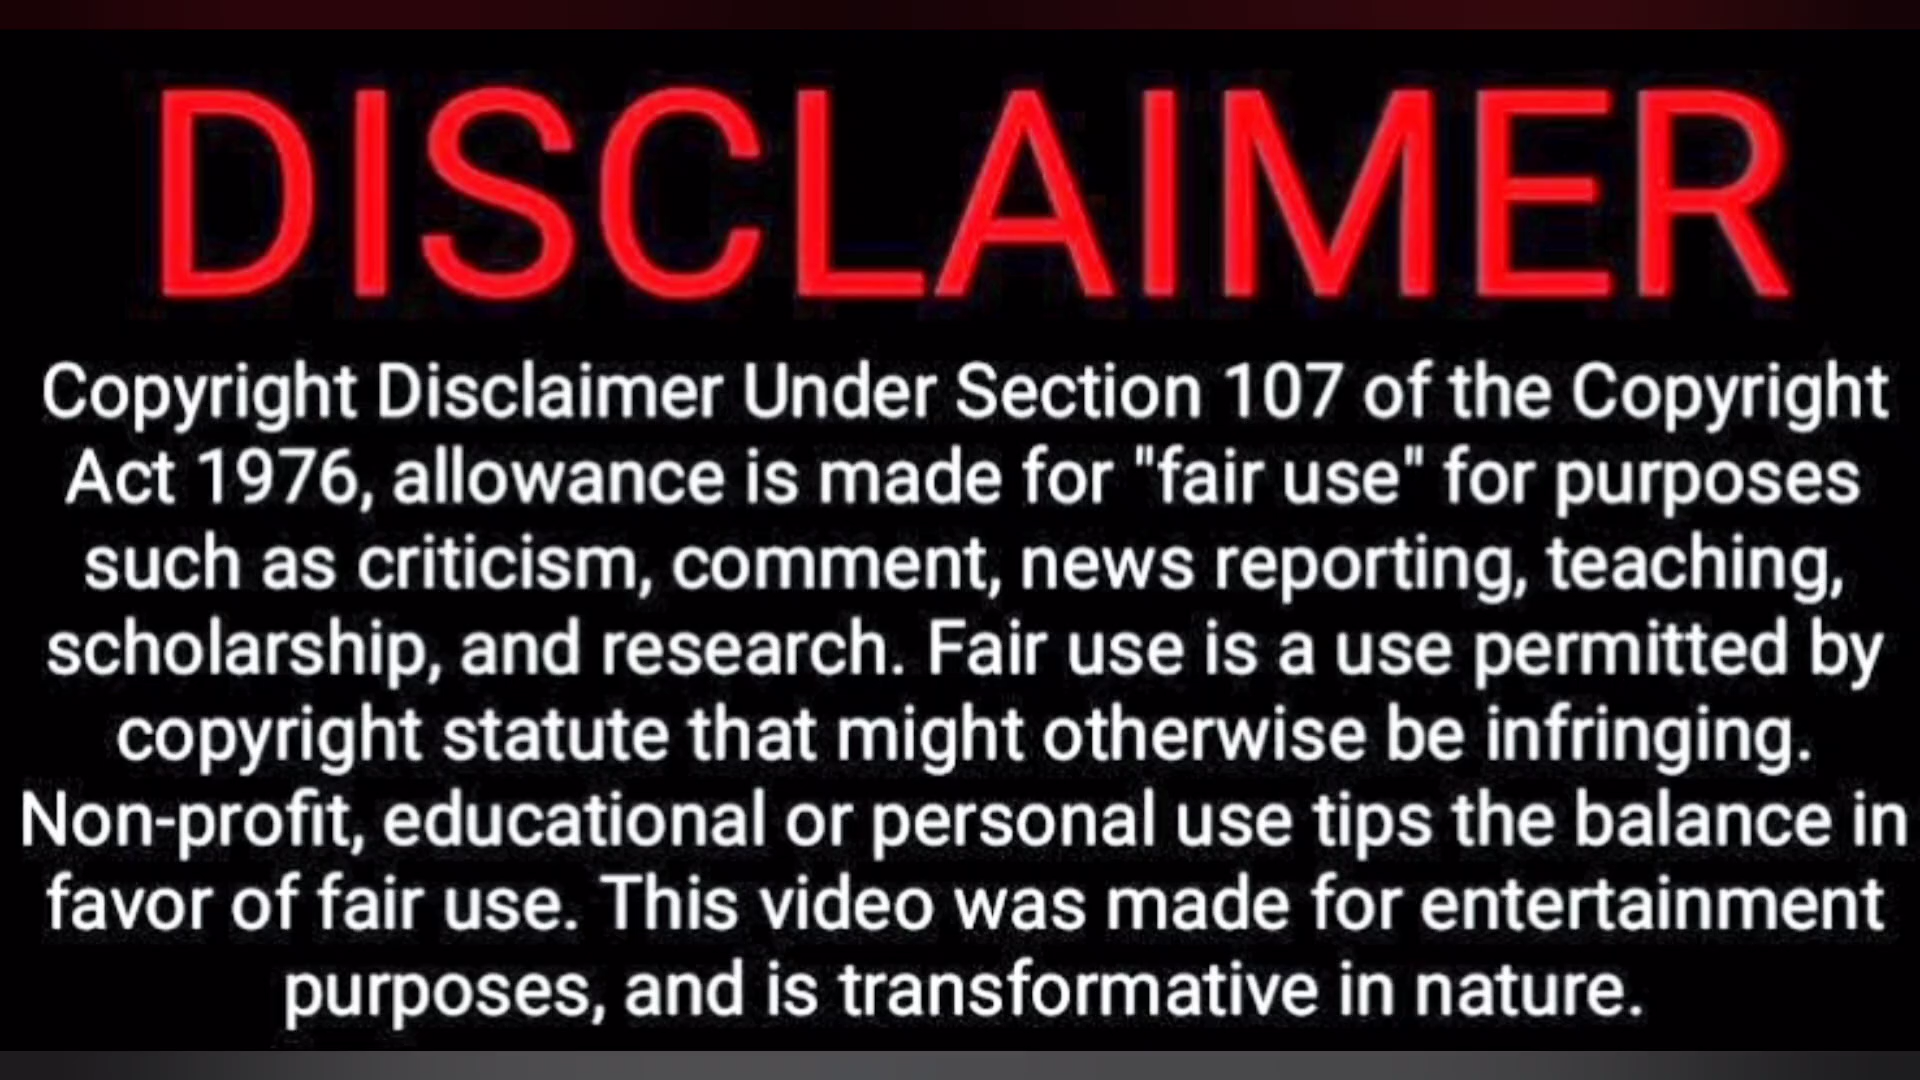 DISCLAIMER
Copyright Disclaimer Under Section 107 of the Copyright
Act 1976, allowance is made for "fair use" for purposes
such as criticism, comment, news reporting, teaching,
scholarship, and research. Fair use is a use permitted by
copyright statute that might otherwise be infringing.
Non-profit, educational or personal use tips the balance in
favor of fair use. This video was made for entertainment
purposes, and is transformative in nature.